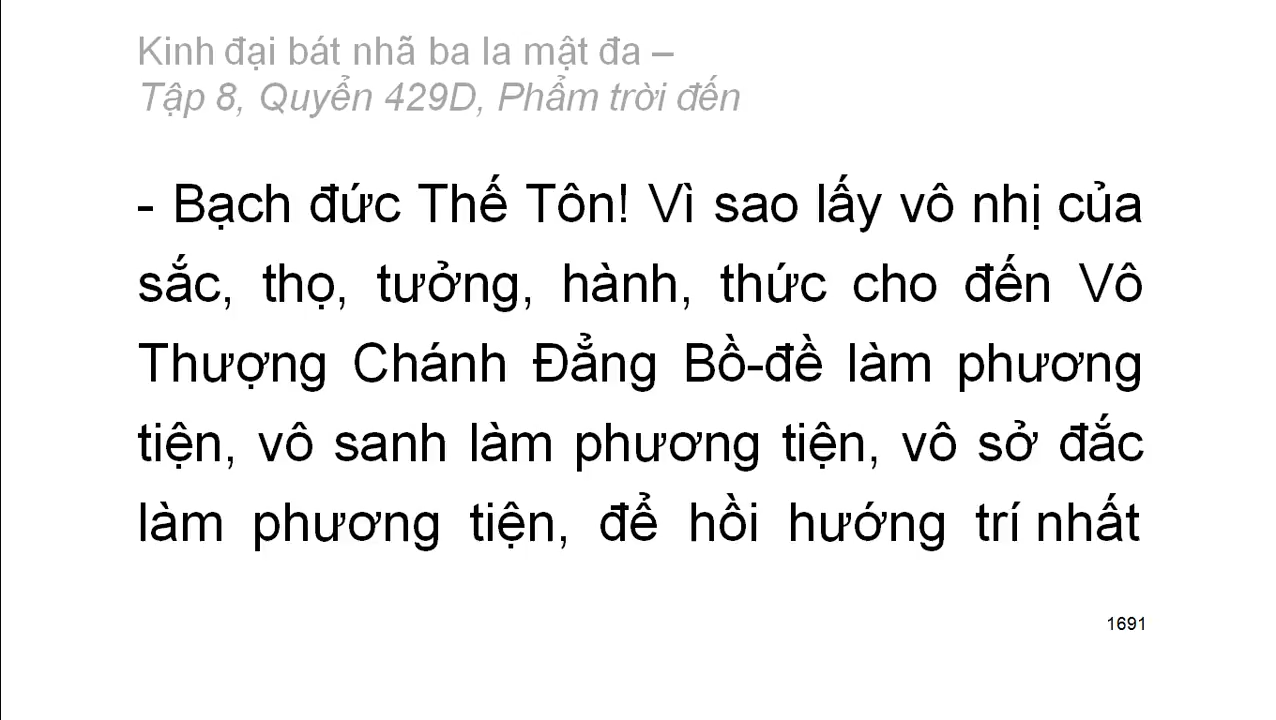 Kinh đại bát nhã ba la mật đa –
Tập 8, Quyển 429D, Phẩm trời đến
- Bạch đức Thế Tôn! Vì sao lấy vô nhị của
sắc, thọ, tưởng, hành, thức cho đến Vô
Thượng Chánh Đẳng Bồ-đề làm phương
tiện, vô sanh làm phương tiện, vô sở đắc
làm phương tiện, để hồi hướng trí nhất
1691